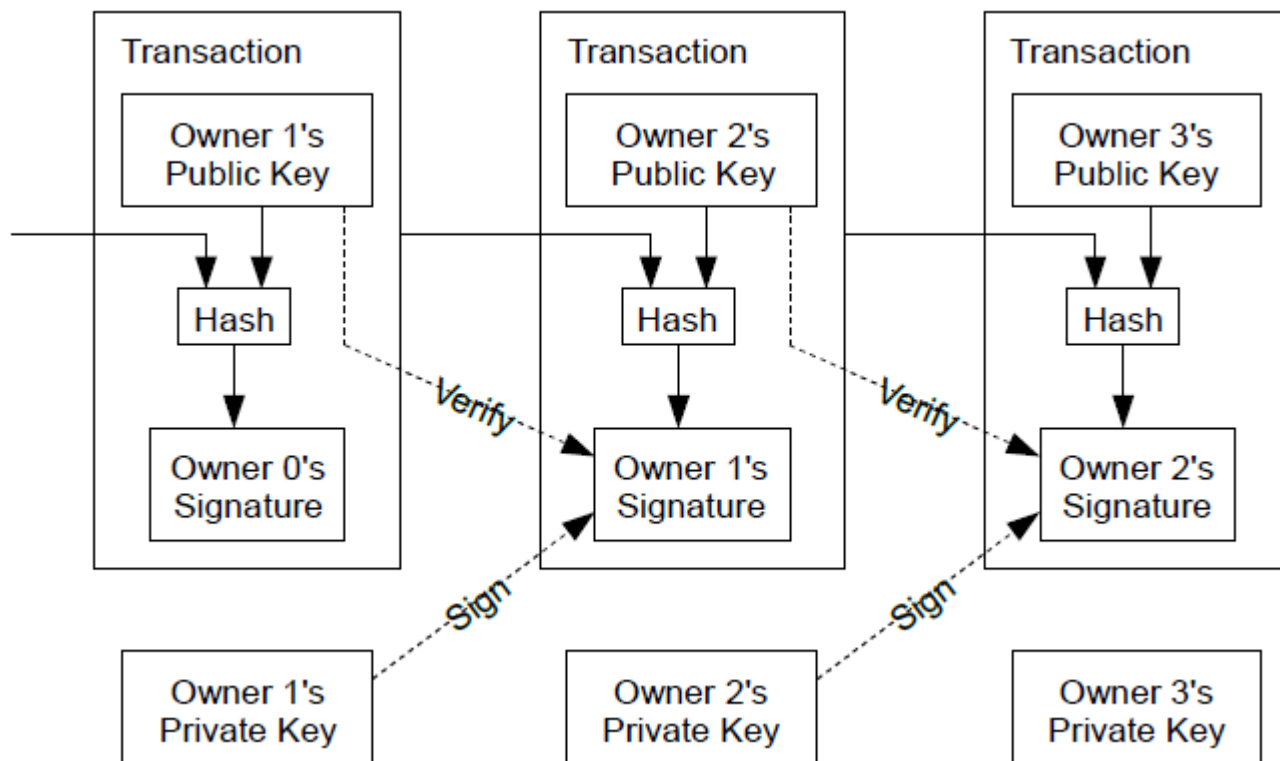 Transaction
Transaction
Transaction
Owner 1's
Public Key
Owner 2's
Public Key
Owner 3's
Public Key
Hash
Hash
Hash
Verify
Verify
Owner 0's
Signature
Owner 1's
Signature
Owner 2's
Signature
Sign
Sign
Owner 1's
Private Key
Owner 2's
Private Key
Owner 3's
Private Key